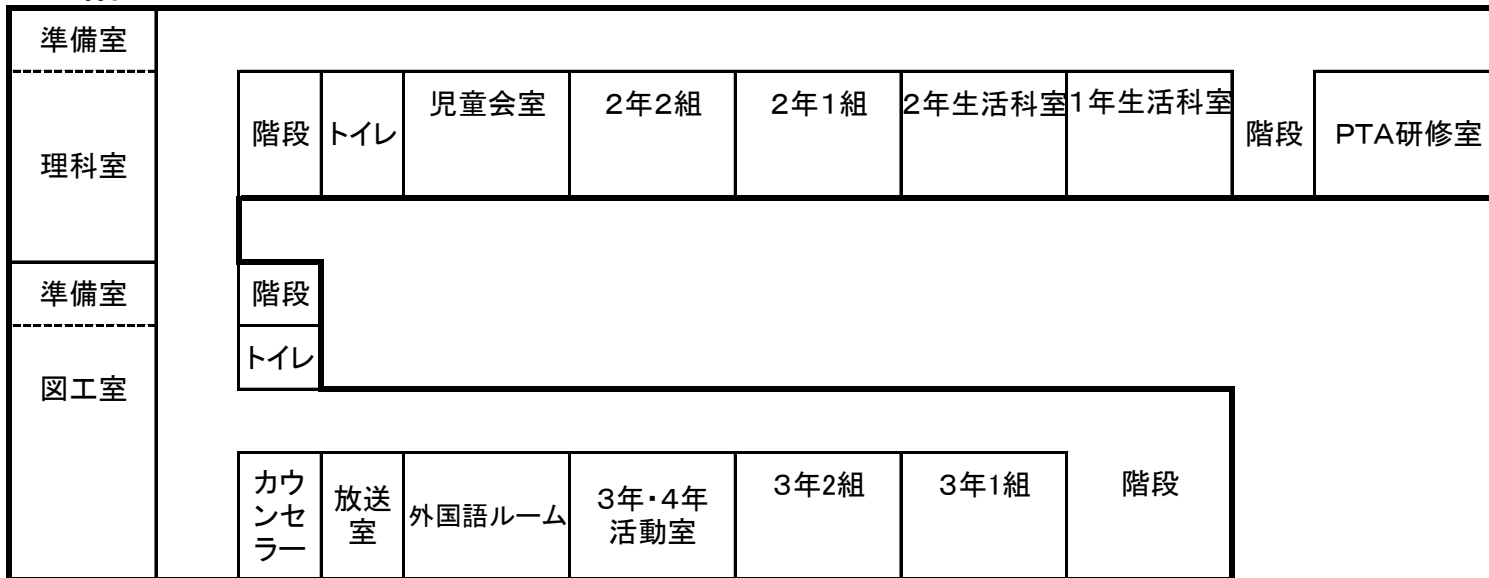 準備室
理科室
階段
トイレ
児童会室
２年２組
２年１組
２年生活科室
１年生活科室
階段
ＰＴＡ研修室
準備室
図工室
階段
トイレ
カウ
ンセ
ラー
放送
室
外国語ルーム
３年・４年
活動室
３年2組
３年1組
階段